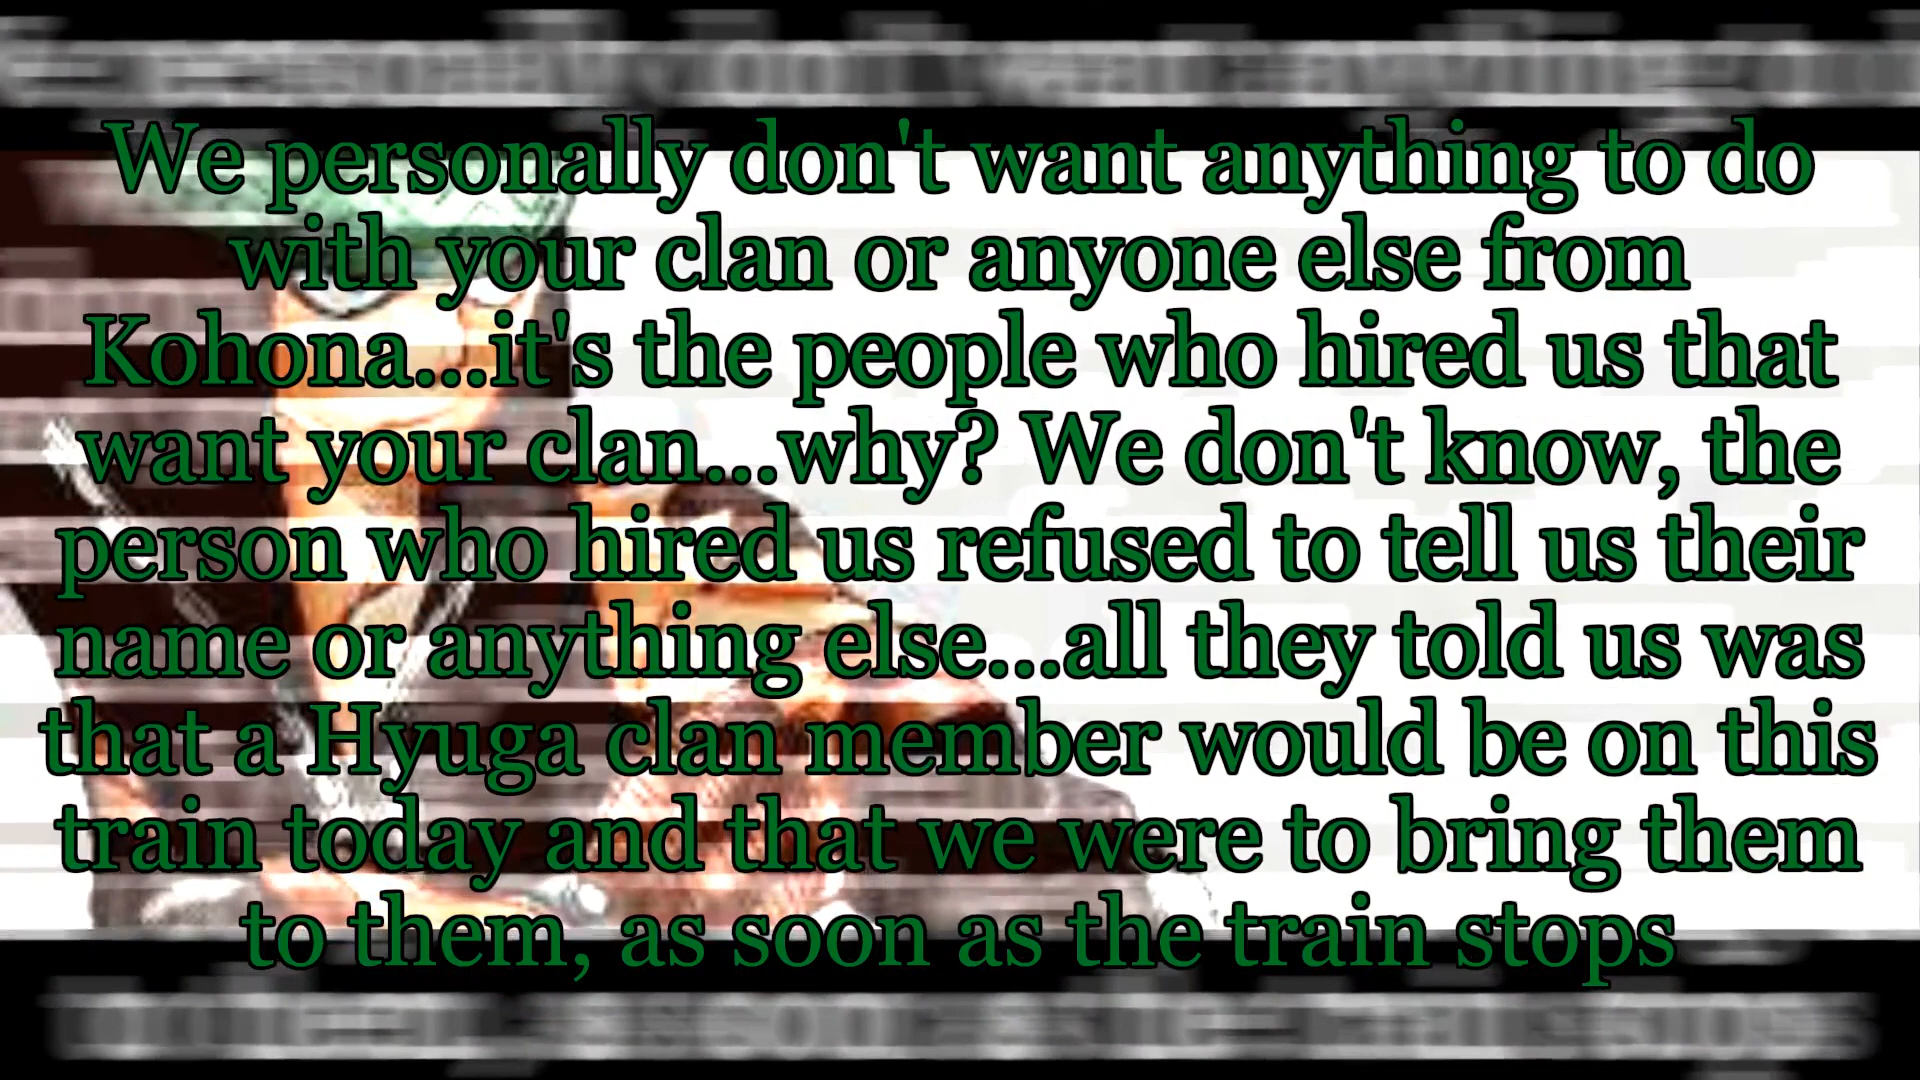 We personally don't want anything to do
with your clan or anyone else from
Kohona...it's the people who hired us that
want your clan...why? We don't know, the
person who hired us refused to tell us their
name or anything else...all they told us was
that a Hyuga clan member would be on this
train today and that we were to bring them
to them, as soon as the train stops